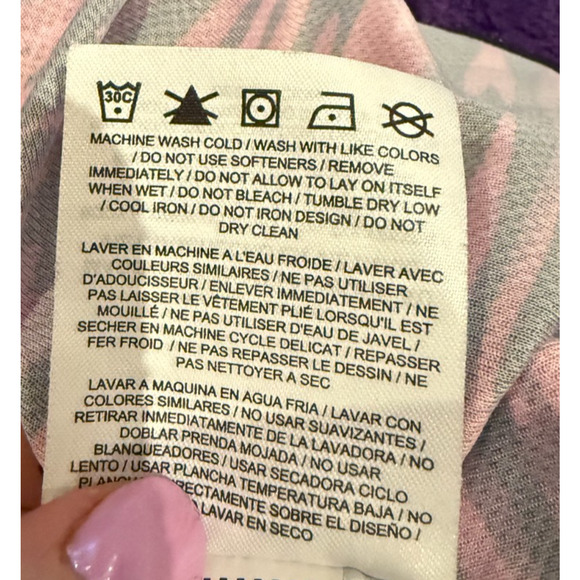 30C
MACHINE WASH COLD / WASH WITH LIKE COLORS
/ DO NOT USE SOFTENERS / REMOVE
IMMEDIATELY / DO NOT ALLOW TO LAY ON ITSELF
WHEN WET / DO NOT BLEACH / TUMBLE DRY LOW
/ COOL IRON / DO NOT IRON DESIGN / DO NOT
DRY CLEAN
LAVER EN MACHINE A L'EAU FROIDE / LAVER AVEC
COULEURS SIMILAIRES / NE PAS UTILISER
D'ADOUCISSEUR / ENLEVER IMMEDIATEMENT / NE
PAS LAISSER LE VÊTEMENT PLIÉ LORSQU'IL EST
MOUILLÉ / NE PAS UTILISER D'EAU DE JAVEL /
SECHER EN MACHINE CYCLE DELICAT / REPASSER
FER FROID / NE PAS REPASSER LE DESSIN / NE
PAS NETTOYER A SEC
LAVAR A MAQUINA EN AGUA FRIA / LAVAR CON
COLORES SIMILARES / NO USAR SUAVIZANTES /
RETIRAR INMEDIATAMENTE DE LA LAVADORA / NO
DOBLAR PRENDA MOJADA / NO USAR
BLANQUEADORES / USAR SECADORA CICLO
LENTO / USAR PLANCHA TEMPERATURA BAJA / NO
DIRECTAMENTE SOBRE EL DISEÑO /
LAVAR EN SECO